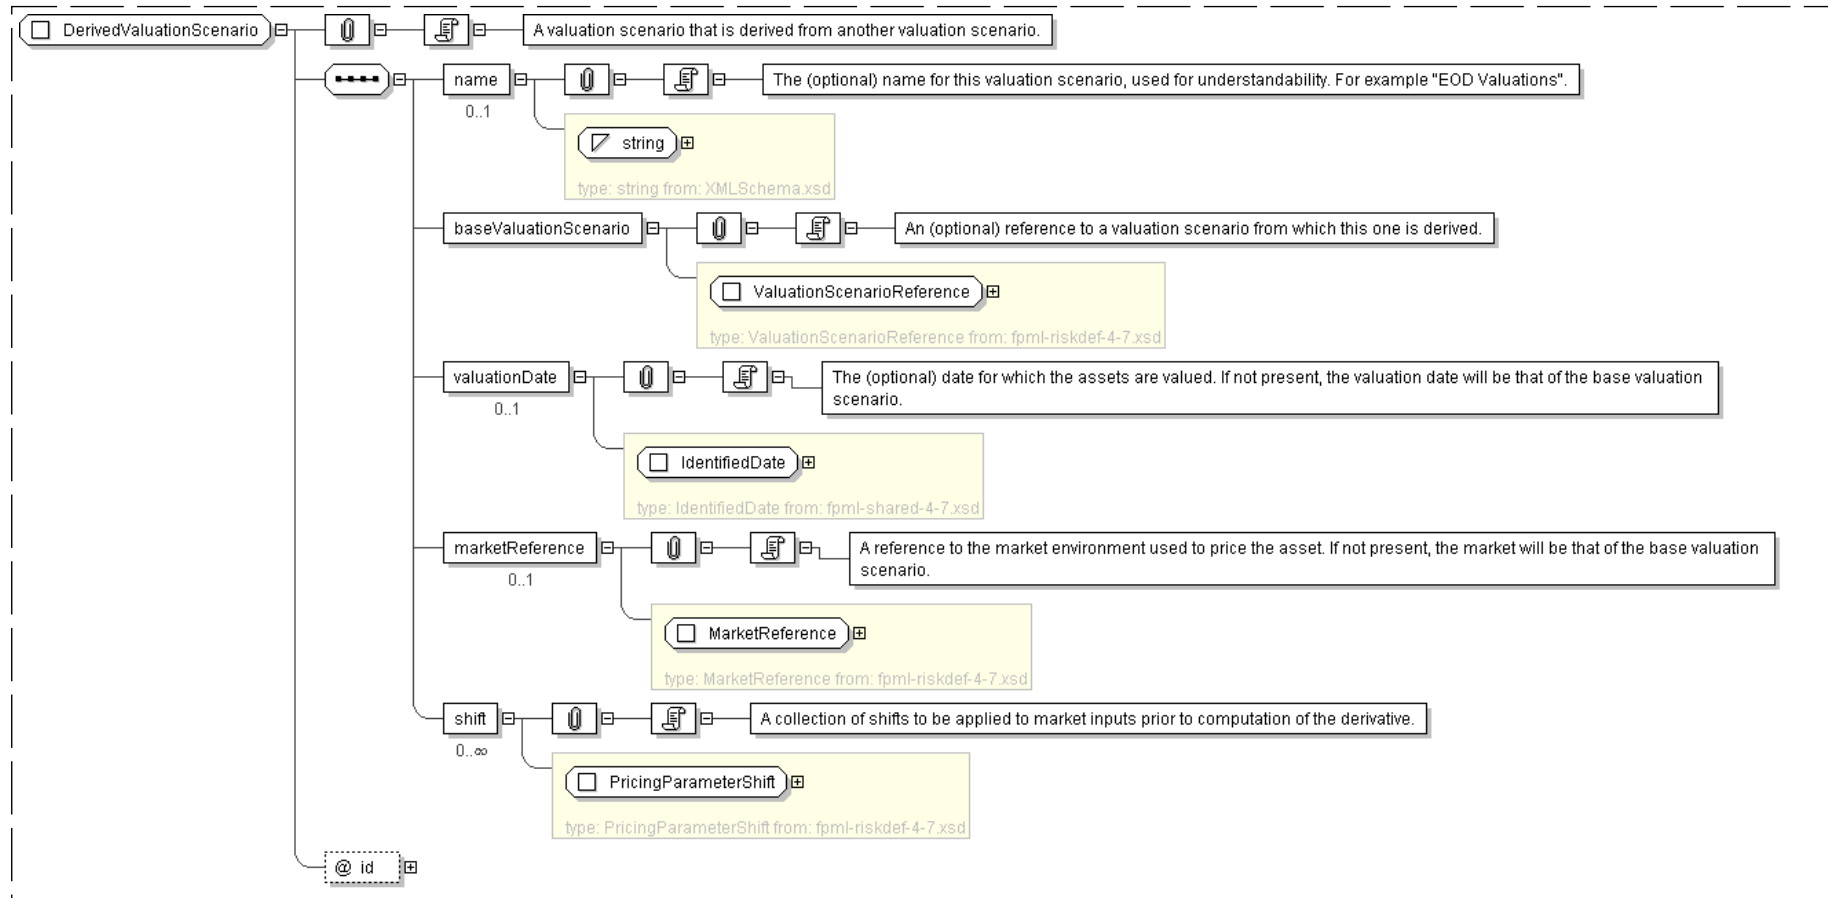 DerivedValuationScenario
A valuation scenario that is derived from another valuation scenario.
name
The (optional) name for this valuation scenario, used for understandability. For example "EOD Valuations".
0..1
string
type: string from: XMLSchema.xsd
baseValuationScenario
An (optional) reference to a valuation scenario from which this one is derived.
ValuationScenarioReference
type: ValuationScenarioReference from: fpml-riskdef-4-7.xsd
valuationDate
The (optional) date for which the assets are valued. If not present, the valuation date will be that of the base valuation
scenario.
0..1
IdentifiedDate
type: IdentifiedDate from: fpml-shared-4-7.xsd
marketReference
A reference to the market environment used to price the asset. If not present, the market will be that of the base valuation
scenario.
0..1
MarketReference
type: MarketReference from: fpml-riskdef-4-7.xsd
shift
A collection of shifts to be applied to market inputs prior to computation of the derivative.
0..∞
PricingParameterShift
type: PricingParameterShift from: fpml-riskdef-4-7.xsd
@ id